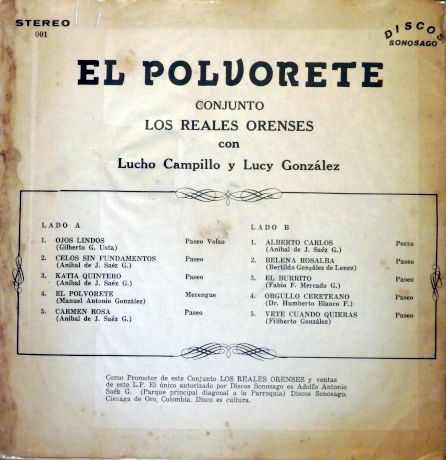 STEREO
001
DISCOS
SONOSAGO
EL POLVORETE
CONJUNTO
LOS REALES ORENSES
con
Lucho Campillo y Lucy González
LADO A
1. OJOS LINDOS Paseo Volao
(Gilberto G. Usta)
2. CELOS SIN FUNDAMENTOS Paseo
(Aníbal de J. Saéz G.)
3. KATIA QUINTERO Paseo
(Aníbal de J. Saéz G.)
4. EL POLVORETE Merengue
(Manuel Antonio González)
5. CARMEN ROSA Paseo
(Aníbal de J. Saéz G.)
LADO B
1. ALBERTO CARLOS Porro
(Aníbal de J. Saéz G.)
2. BELENA ROSALBA Paseo
(Bertilda González de Lenez)
3. EL BURRITO Paseo
(Fabio F. Mercado G.)
4. ORGULLO CERETEANO Paseo
(Dr. Humberto Blanco F.)
5. VETE CUANDO QUIERAS Paseo
(Filiberto González)
Como Promotor de este Conjunto LOS REALES ORENSES y ventas
de este L.P. El único autorizado por Discos Sonosago es Adolfo Antonio
Saék G. (Parque principal diagonal a la Parroquia) Discos Sonosago,
Cienaga de Oro, Colombia. Disco es cultura.